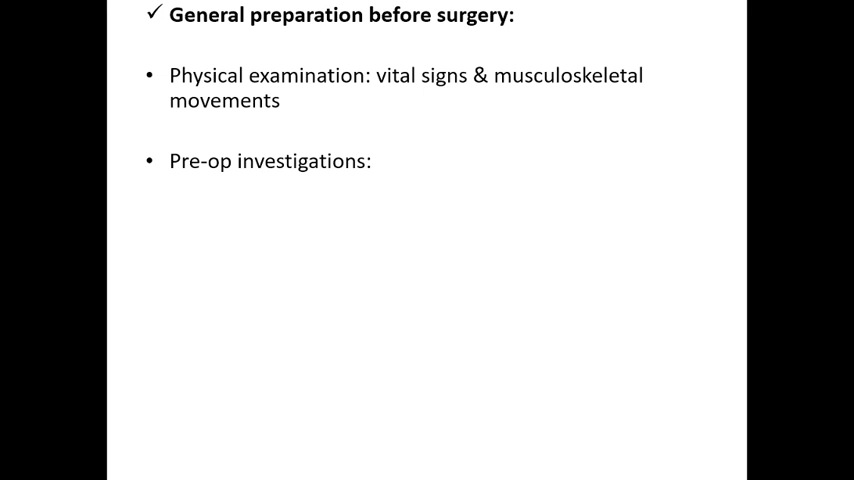 ✓ General preparation before surgery:
• Physical examination: vital signs & musculoskeletal
movements
• Pre-op investigations: